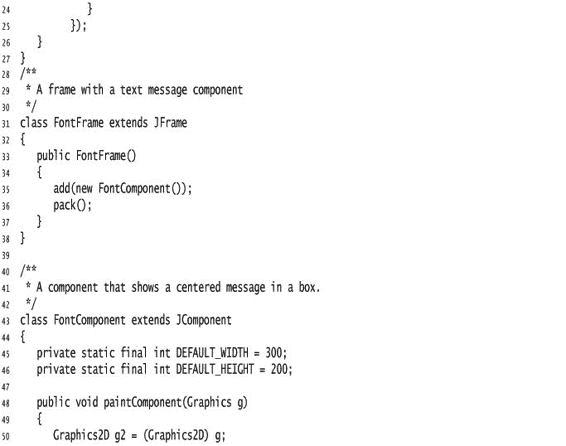 24             }
25          });
26    }
27 }
28 /**
29  * A frame with a text message component
30  */
31 class FontFrame extends JFrame
32 {
33    public FontFrame()
34    {
35       add(new FontComponent());
36       pack();
37    }
38 }
39
40 /**
41  * A component that shows a centered message in a box.
42  */
43 class FontComponent extends JComponent
44 {
45    private static final int DEFAULT_WIDTH = 300;
46    private static final int DEFAULT_HEIGHT = 200;
47
48    public void paintComponent(Graphics g)
49    {
50       Graphics2D g2 = (Graphics2D) g;